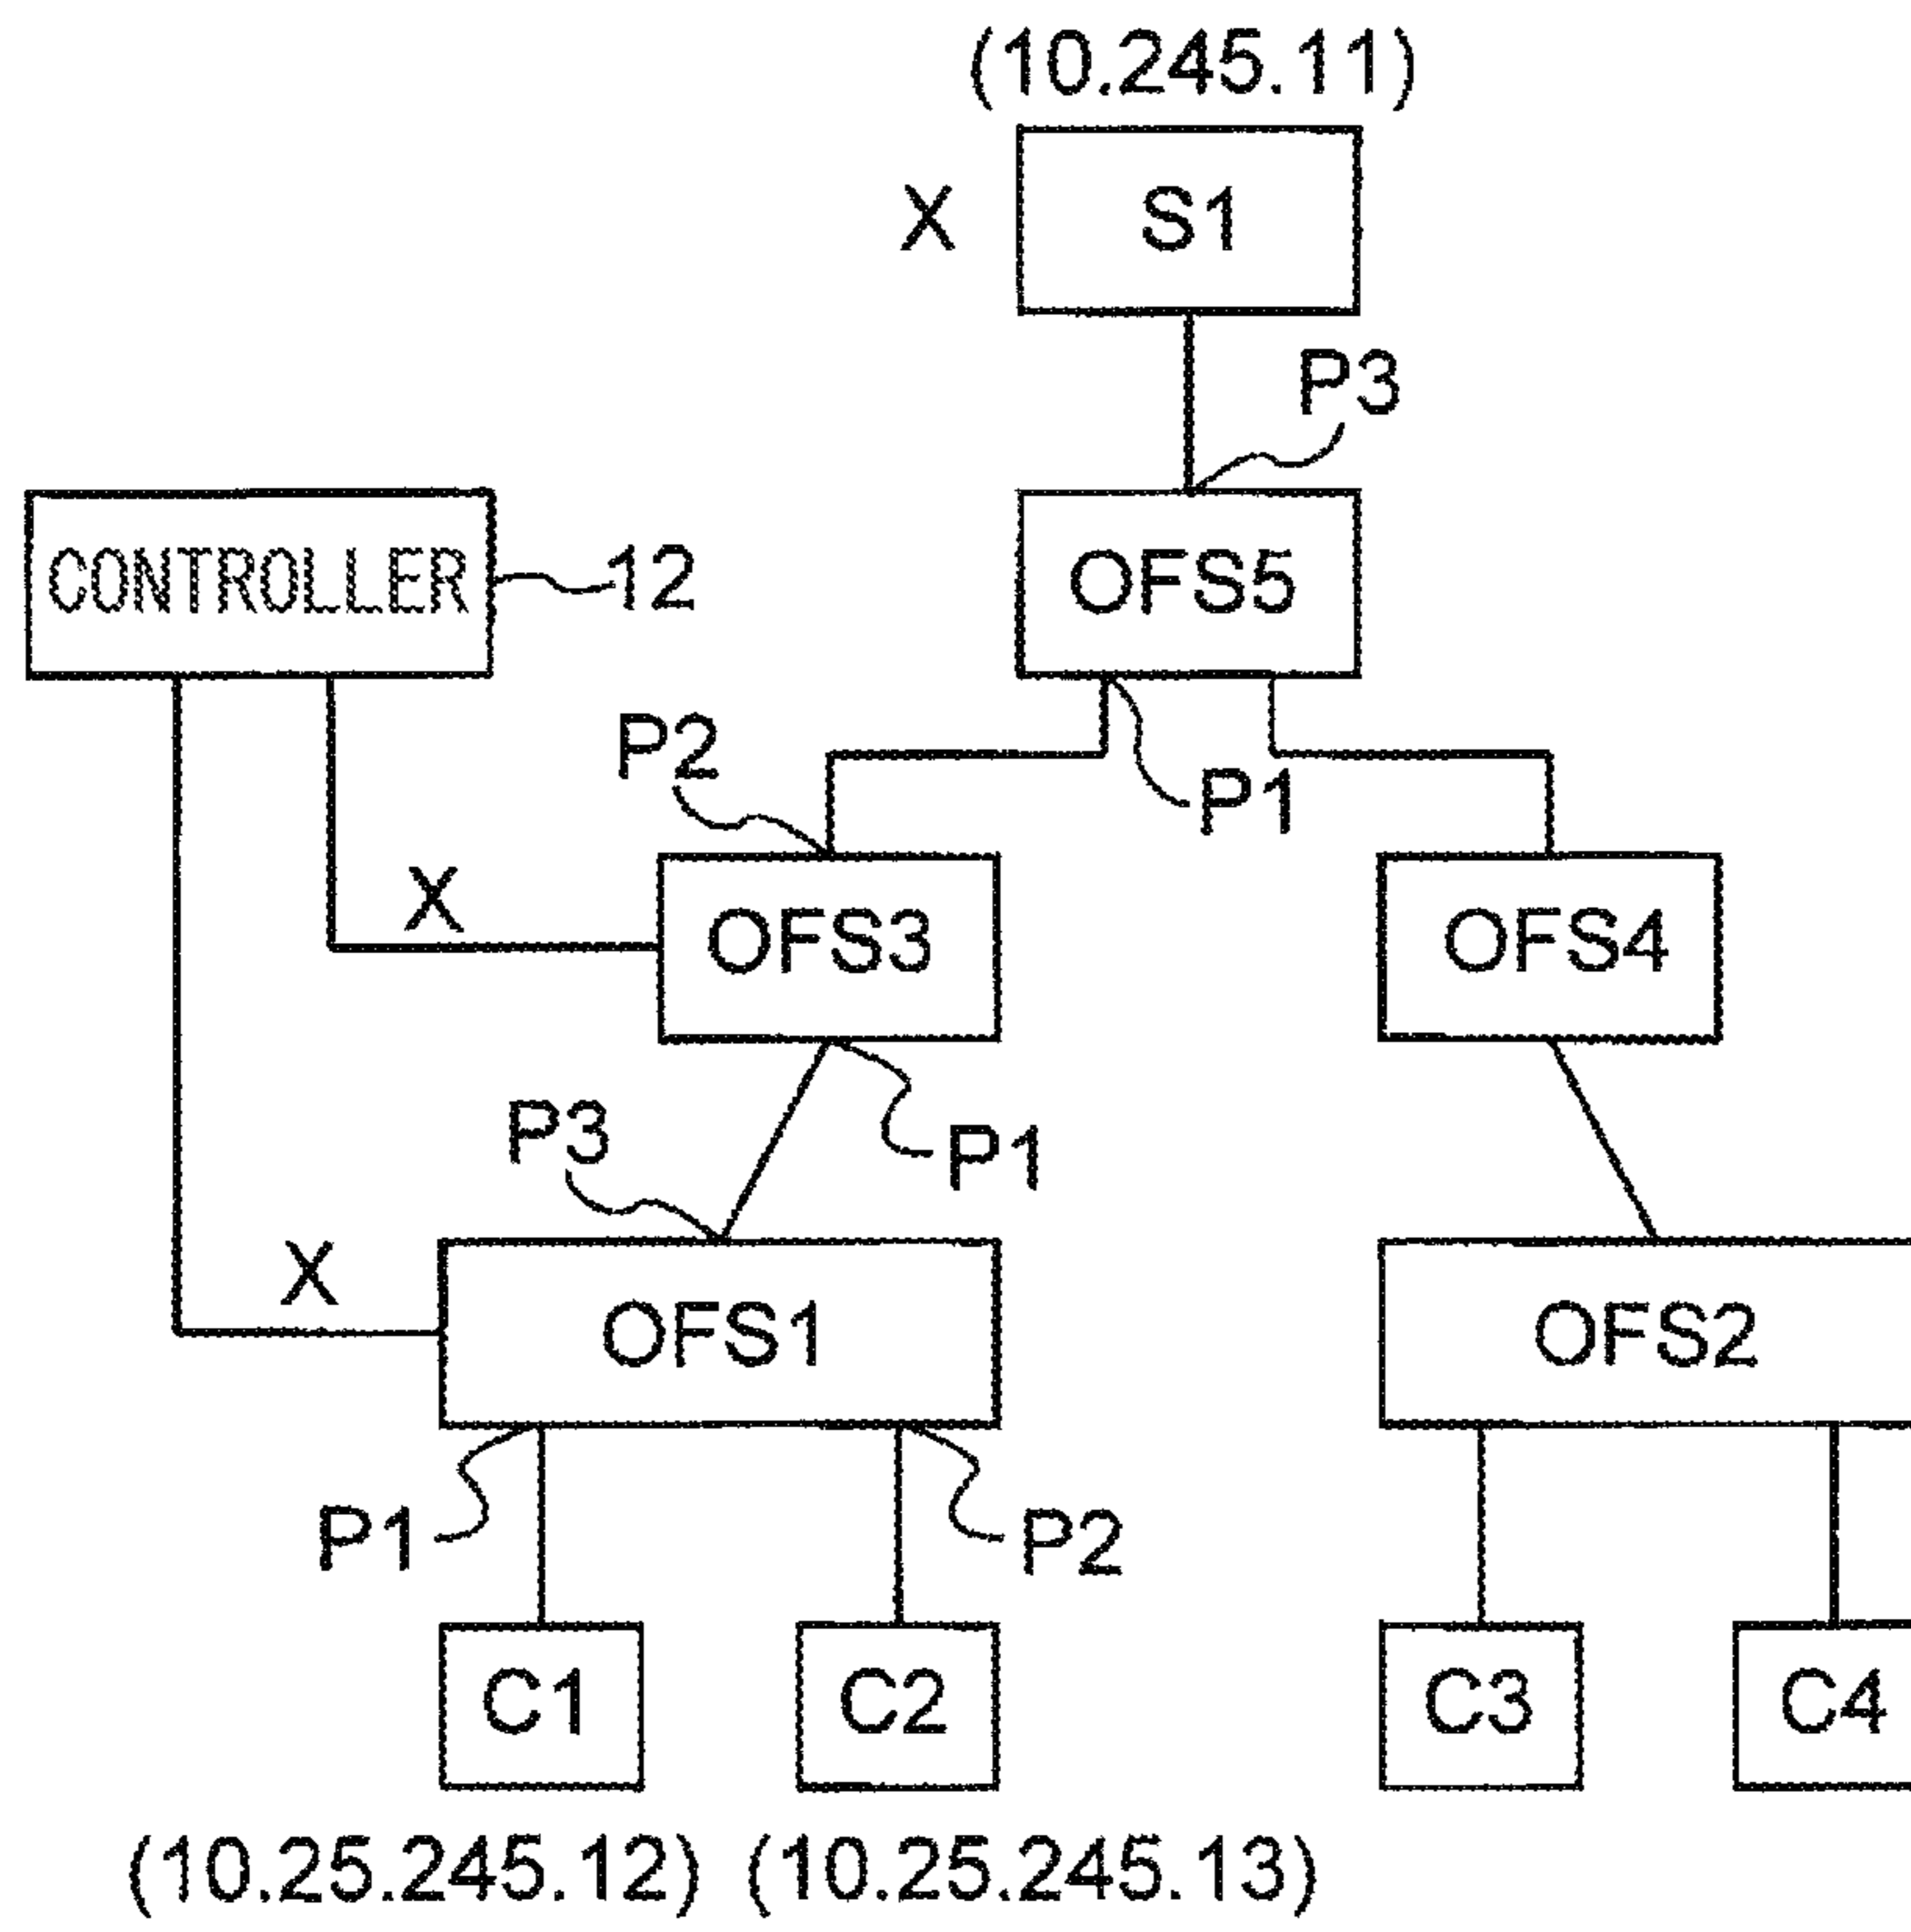 (10.245.11)
X
S1
P3
CONTROLLER
12
OFS5
P2
P1
X
OFS3
OFS4
P3
P1
X
OFS1
OFS2
P1
P2
C1
C2
C3
C4
(10.25.245.12) (10.25.245.13)